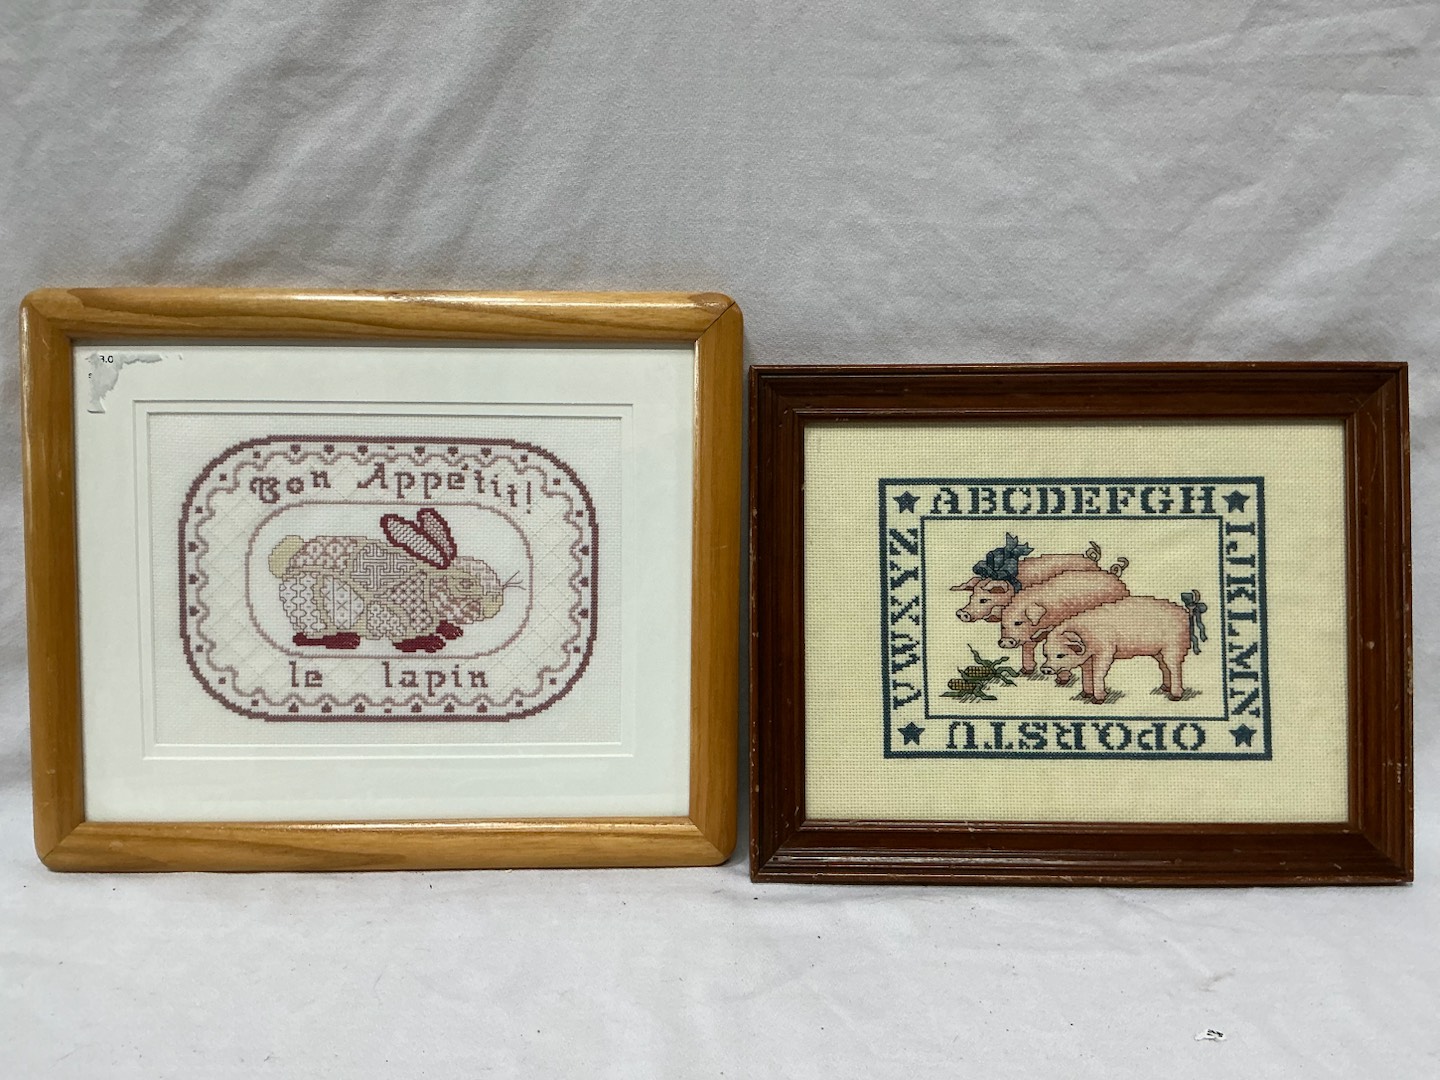 Bon Appétit!
le lapin
ABCDEFGH
IJKLMN
OPQRSTU
VWXYZ